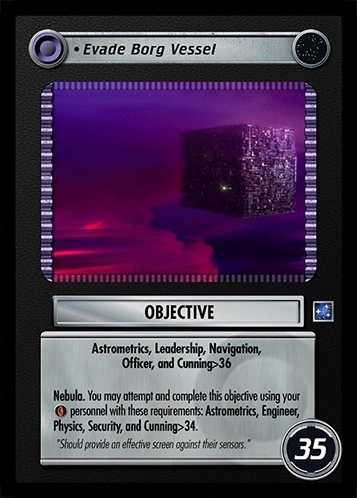 • Evade Borg Vessel
OBJECTIVE
Astrometrics, Leadership, Navigation,
Officer, and Cunning>36
Nebula. You may attempt and complete this objective using your
personnel with these requirements: Astrometrics, Engineer,
Physics, Security, and Cunning>34.
"Should provide an effective screen against their sensors."
35